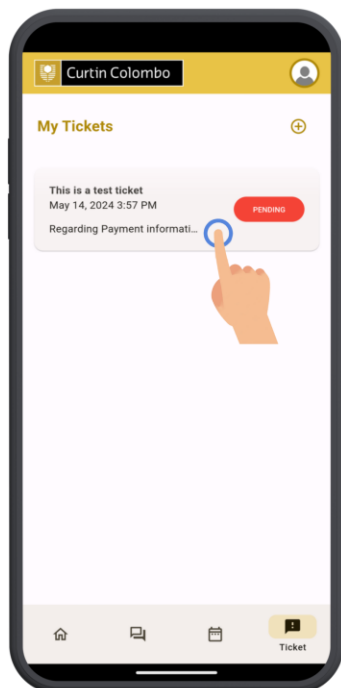 Curtin Colombo
My Tickets
This is a test ticket
May 14, 2024 3:57 PM
PENDING
Regarding Payment informati...
Ticket